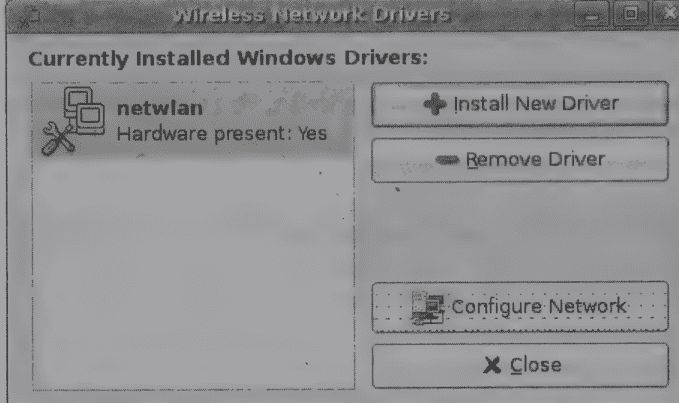 Wireless Network Drivers
Currently Installed Windows Drivers:
netwlan
Hardware present: Yes
Install New Driver
Remove Driver
Configure Network
Close